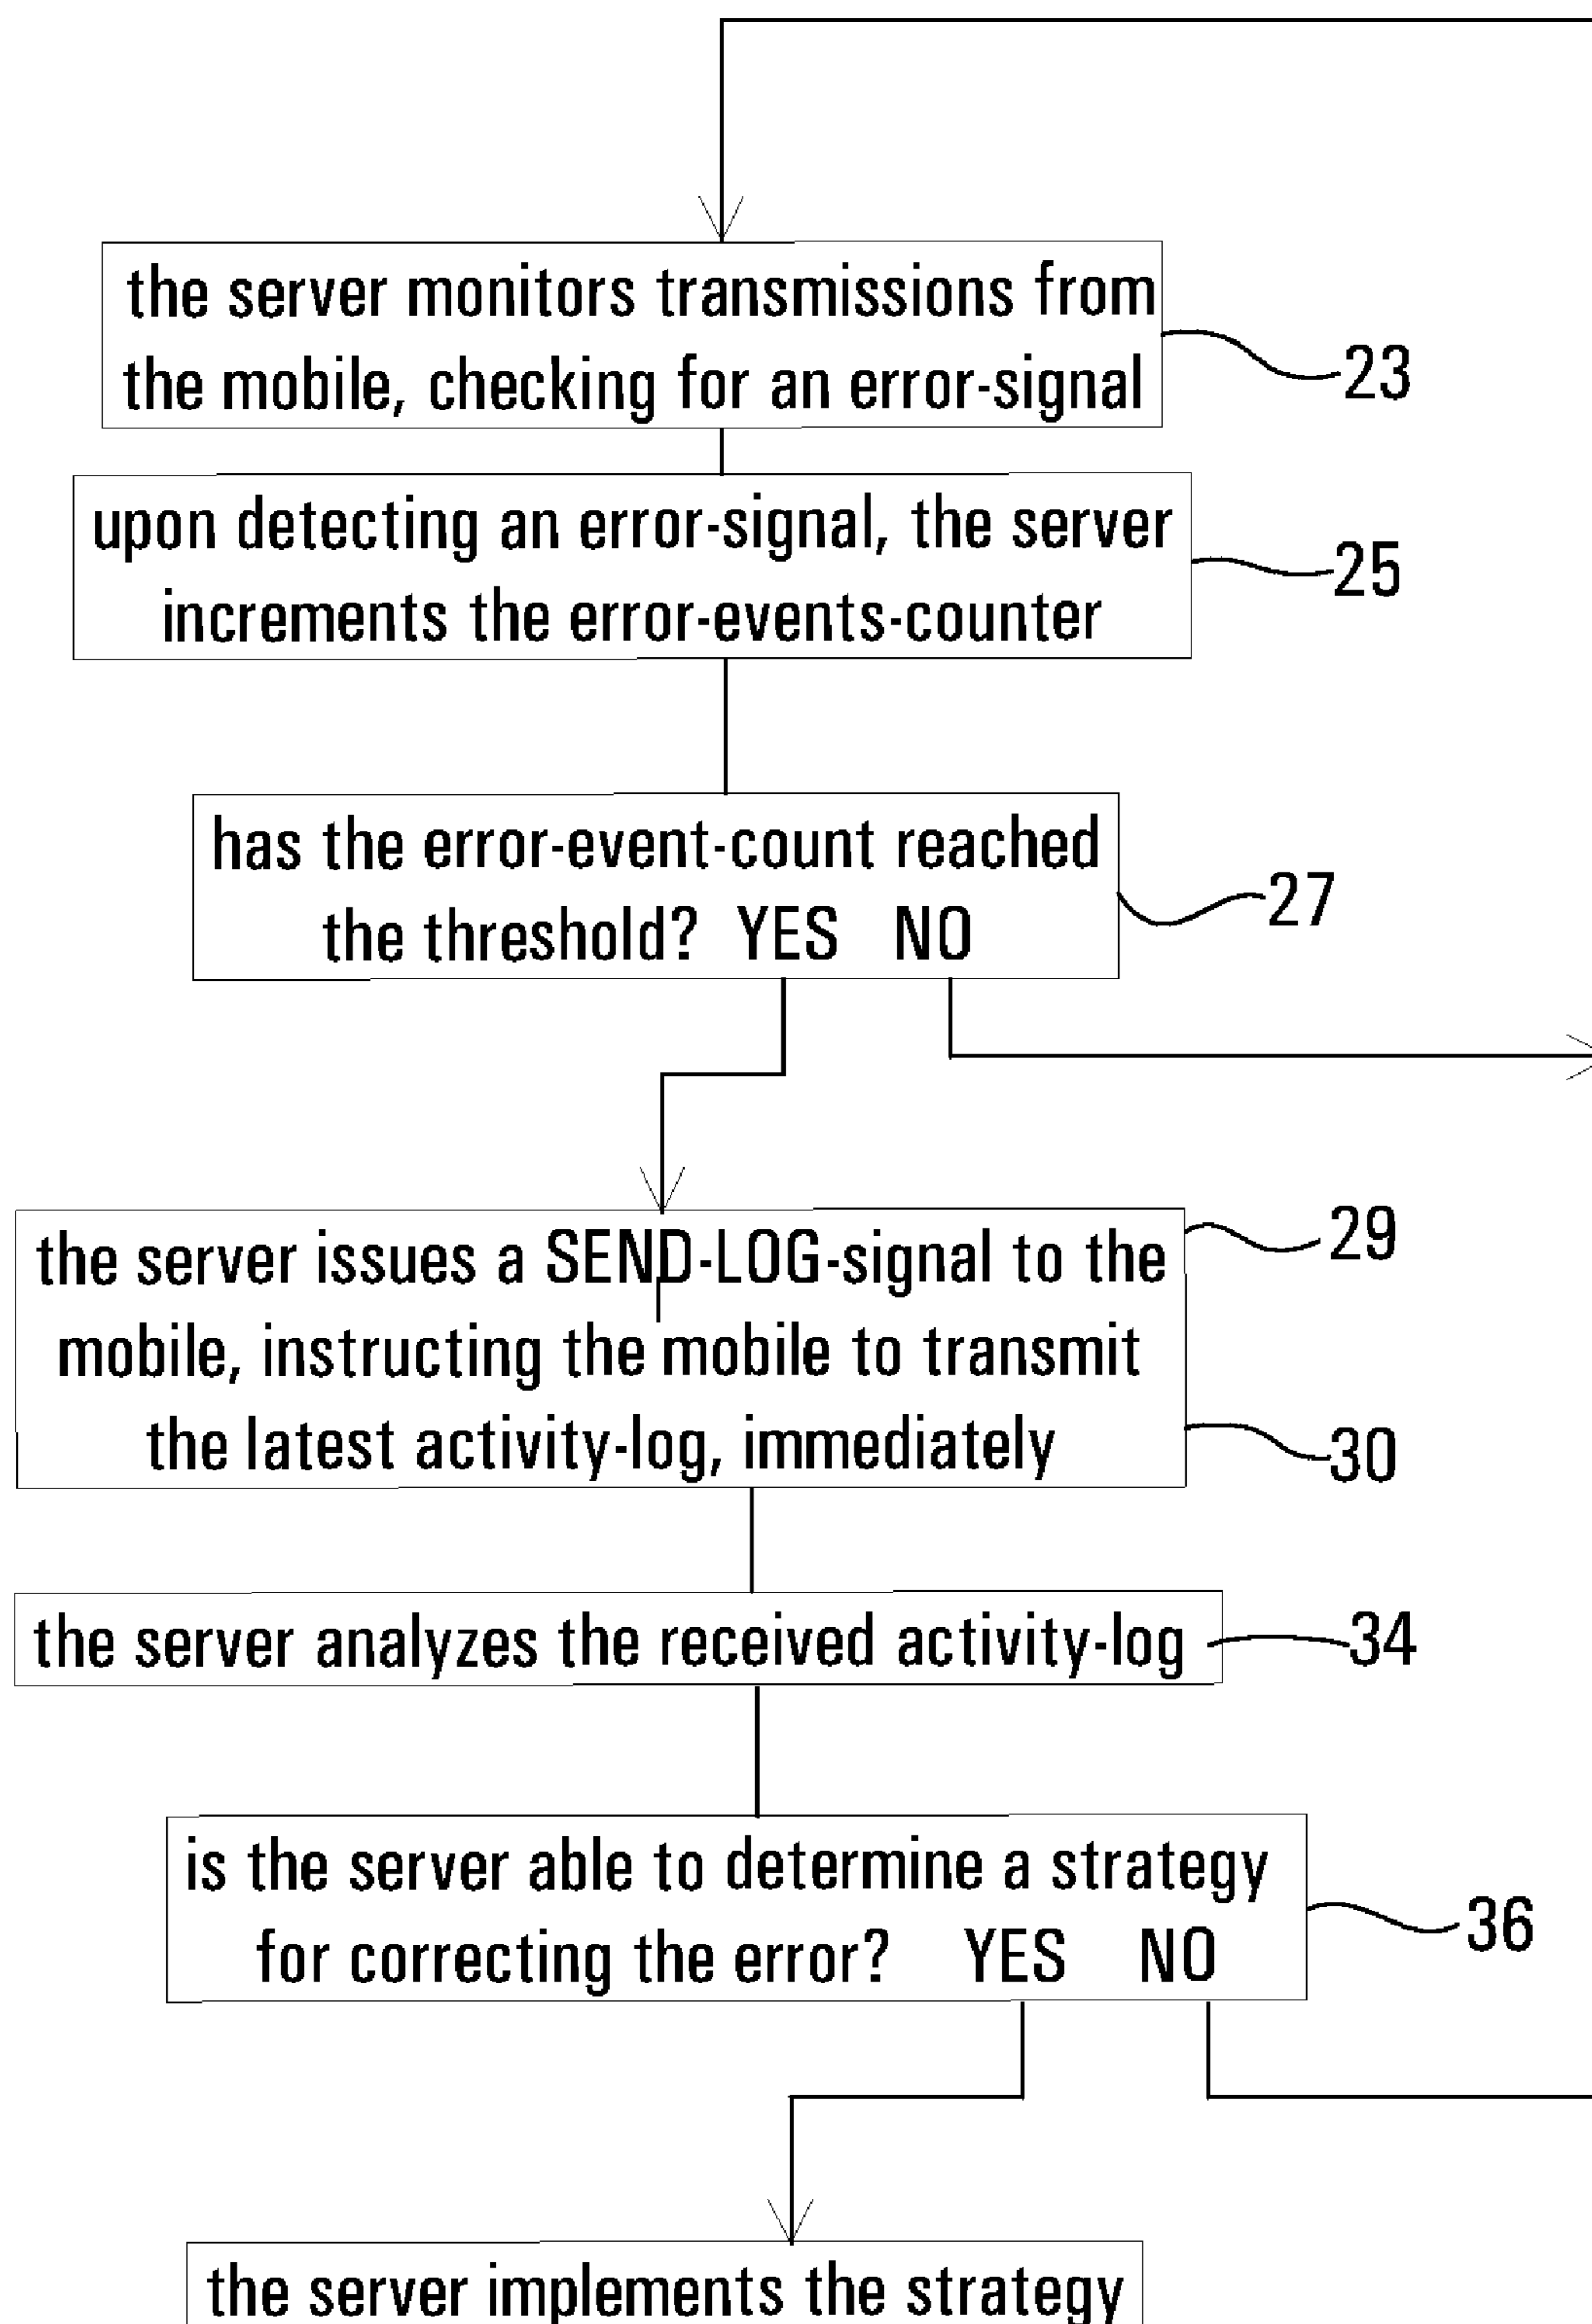 the server monitors transmissions from
the mobile, checking for an error-signal
23
upon detecting an error-signal, the server
increments the error-events-counter
25
has the error-event-count reached
the threshold? YES NO
27
the server issues a SEND-LOG-signal to the
mobile, instructing the mobile to transmit
the latest activity-log, immediately
29
30
the server analyzes the received activity-log
34
is the server able to determine a strategy
for correcting the error? YES NO
36
the server implements the strategy